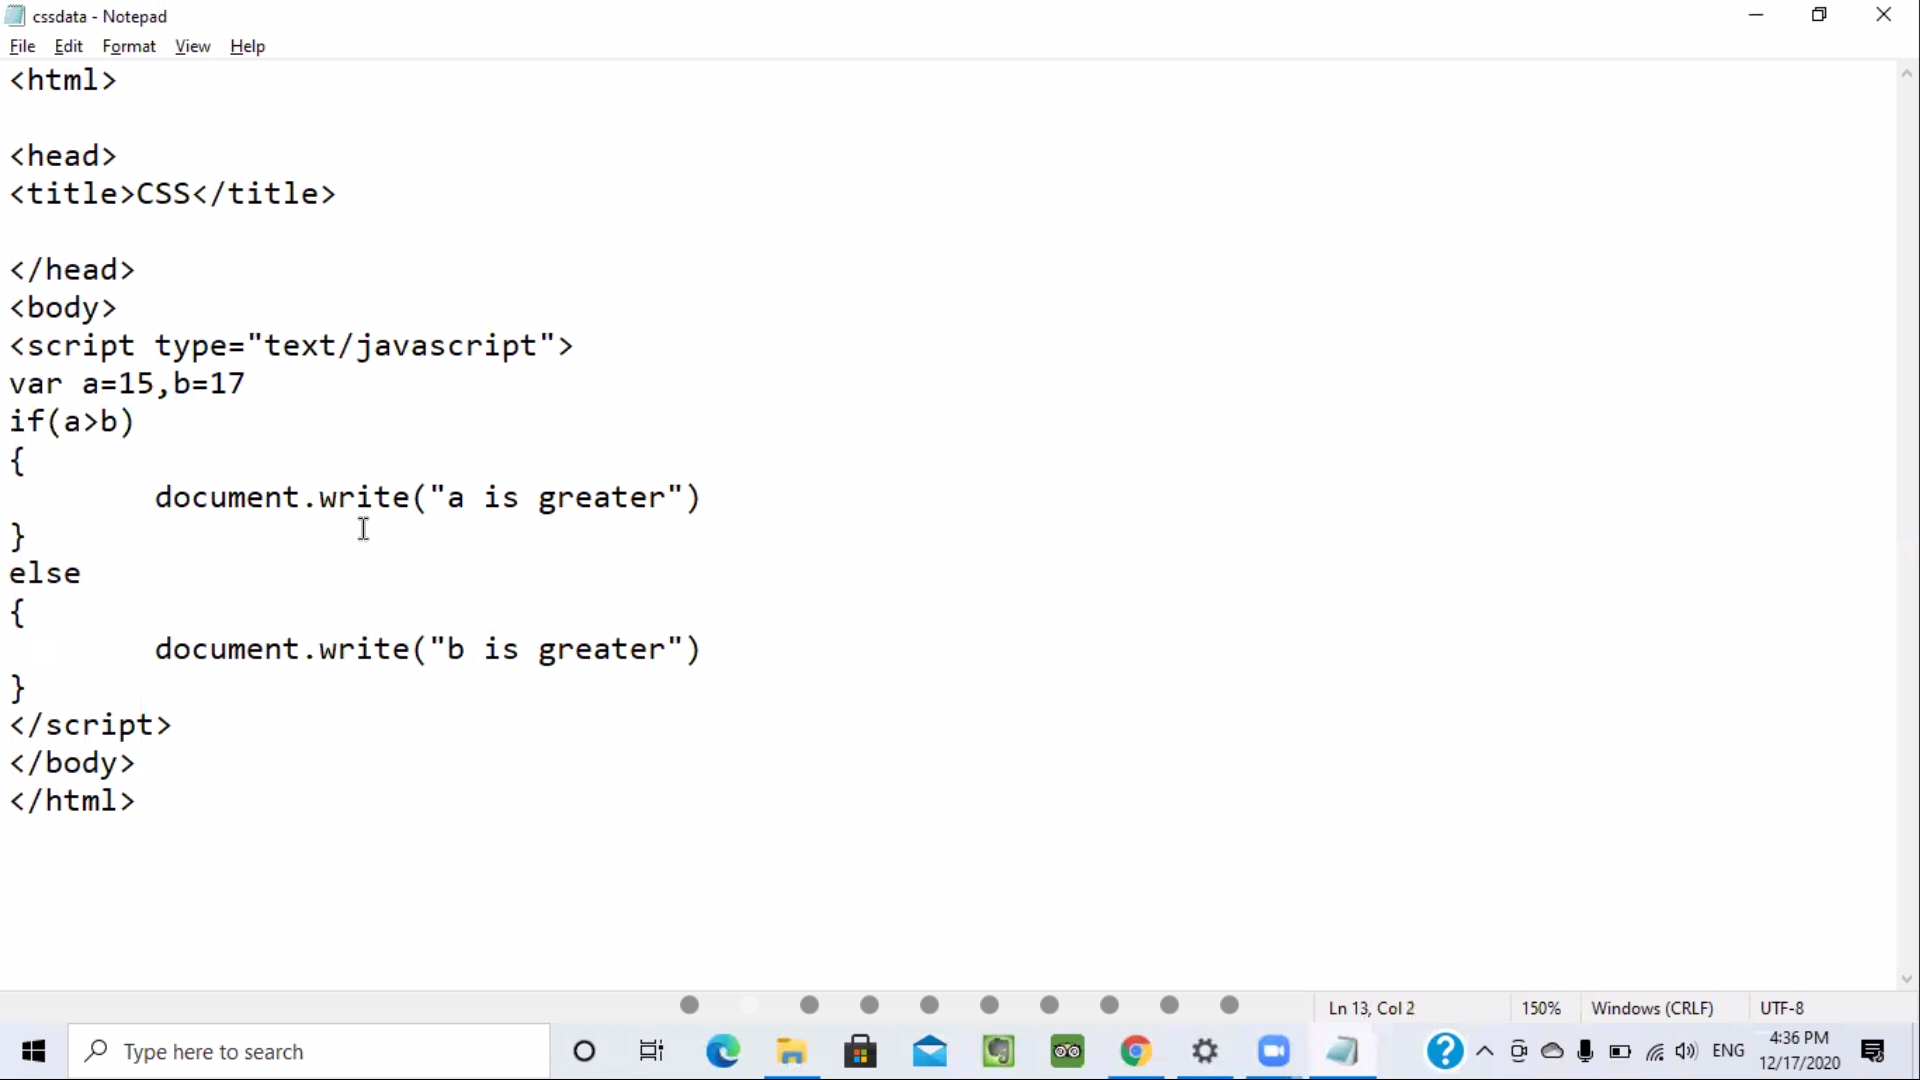 cssdata - Notepad
File Edit Format View Help
<html>
<head>
<title>CSS</title>
</head>
<body>
<script type="text/javascript">
var a=15,b=17
if(a>b)
{
document.write("a is greater")
}
else
{
document.write("b is greater")
}
</script>
</body>
</html>
Ln 13, Col 2 150% Windows (CRLF) UTF-8
Type here to search ENG 4:36 PM
12/17/2020